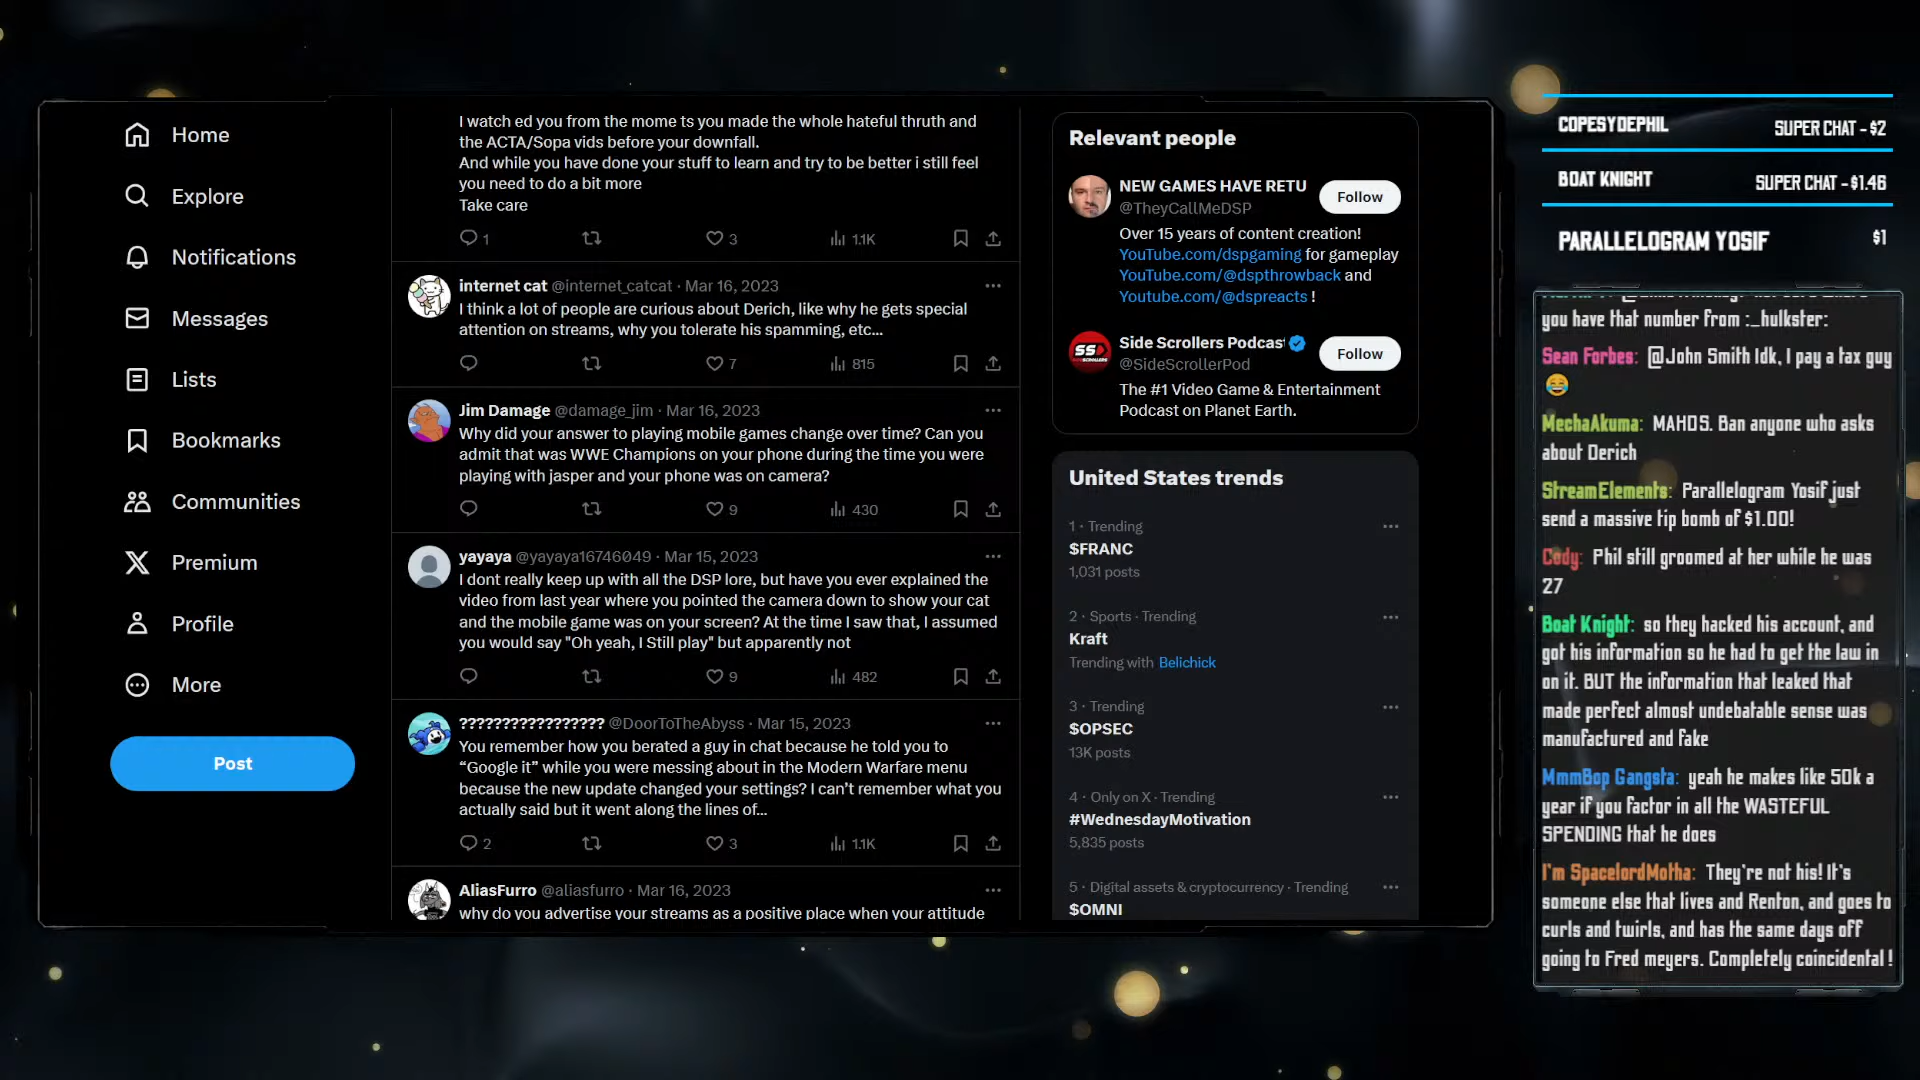 Home
Explore
Notifications
Messages
Lists
Bookmarks
Communities
Premium
Profile
More
Post
I watch ed you from the mome ts you made the whole hateful thruth and
the ACTA/Sopa vids before your downfall.
And while you have done your stuff to learn and try to be better i still feel
you need to do a bit more
Take care
1 3 1.1K
internet cat @internet_catcat · Mar 16, 2023
I think a lot of people are curious about Derich, like why he gets special
attention on streams, why you tolerate his spamming, etc...
7 815
Jim Damage @damage_jim · Mar 16, 2023
Why did your answer to playing mobile games change over time? Can you
admit that was WWE Champions on your phone during the time you were
playing with jasper and your phone was on camera?
9 430
yayaya @yayaya16746049 · Mar 15, 2023
I dont really keep up with all the DSP lore, but have you ever explained the
video from last year where you pointed the camera down to show your cat
and the mobile game was on your screen? At the time I saw that, I assumed
you would say "Oh yeah, I Still play" but apparently not
9 482
????????????????? @DoorToTheAbyss · Mar 15, 2023
You remember how you berated a guy in chat because he told you to
“Google it” while you were messing about in the Modern Warfare menu
because the new update changed your settings? I can’t remember what you
actually said but it went along the lines of...
2 3 1.1K
AliasFurro @aliasfurro · Mar 16, 2023
why do you advertise your streams as a positive place when your attitude
Relevant people
NEW GAMES HAVE RETU
Follow
@TheyCallMeDSP
Over 15 years of content creation!
YouTube.com/dspgaming for gameplay
YouTube.com/@dspthrowback and
Youtube.com/@dspreacts !
SS
Side Scrollers Podcast
Follow
@SideScrollerPod
The #1 Video Game & Entertainment
Podcast on Planet Earth.
United States trends
1 · Trending
$FRANC
1,031 posts
2 · Sports · Trending
Kraft
Trending with Belichick
3 · Trending
$OPSEC
13K posts
4 · Only on X · Trending
#WednesdayMotivation
5,835 posts
5 · Digital assets & cryptocurrency · Trending
$OMNI
COPESYDEPHIL SUPER CHAT - $2
BOAT KNIGHT SUPER CHAT - $1.46
PARALLELOGRAM YOSIF $1
you have that number from :_hulkster:
Sean Forbes: @John Smith Idk, I pay a tax guy
😂
MechaAkuma: MAHDS. Ban anyone who asks
about Derich
StreamElements: Parallelogram Yosif just
send a massive tip bomb of $1.00!
Cody: Phil still groomed at her while he was
27
Boat Knight: so they hacked his account, and
got his information so he had to get the law in
on it. BUT the information that leaked that
made perfect almost undebatable sense was
manufactured and fake
MmmBop Gangsta: yeah he makes like 50k a
year if you factor in all the WASTEFUL
SPENDING that he does
I'm SpacelordMotha: They're not his! It's
someone else that lives and Renton, and goes to
curls and twirls, and has the same days off
going to Fred meyers. Completely coincidental !